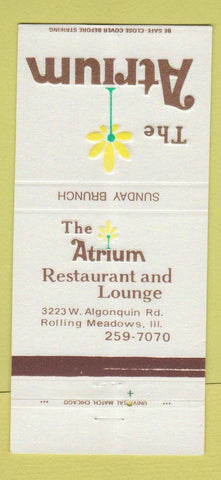 BE SAFE-CLOSE COVER BEFORE STRIKING
The
Atrium
SUNDAY BRUNCH
The
Atrium
Restaurant and
Lounge
3223 W. Algonquin Rd.
Rolling Meadows, Ill.
259-7070
UNIVERSAL MATCH, CHICAGO